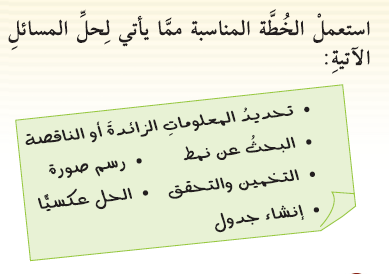 استعملْ الخُطَّة المناسبة ممَّا يأتي لِحلِّ المسائلِ
الآتيةِ:
• تحديدُ المعلوماتِ الزائدةَ أو الناقصة
• البحثُ عن نمط • رسم صورة
• التخمين والتحقق • الحل عكسيًّا
• إنشاء جدول